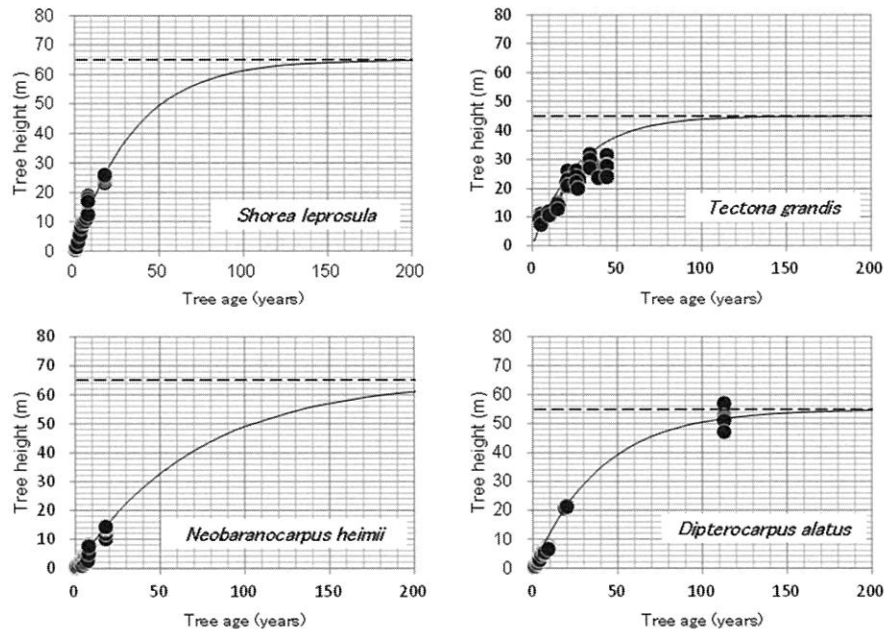 80
70
60
50
40
30
20
10
0
Tree height (m)
Shorea leprosula
0 50 100 150 200
Tree age (years)
80
70
60
50
40
30
20
10
0
Tree height (m)
Tectona grandis
0 50 100 150 200
Tree age (years)
80
70
60
50
40
30
20
10
0
Tree height (m)
Neobaranocarpus heimii
0 50 100 150 200
Tree age (years)
80
70
60
50
40
30
20
10
0
Tree height (m)
Dipterocarpus alatus
0 50 100 150 200
Tree age (years)